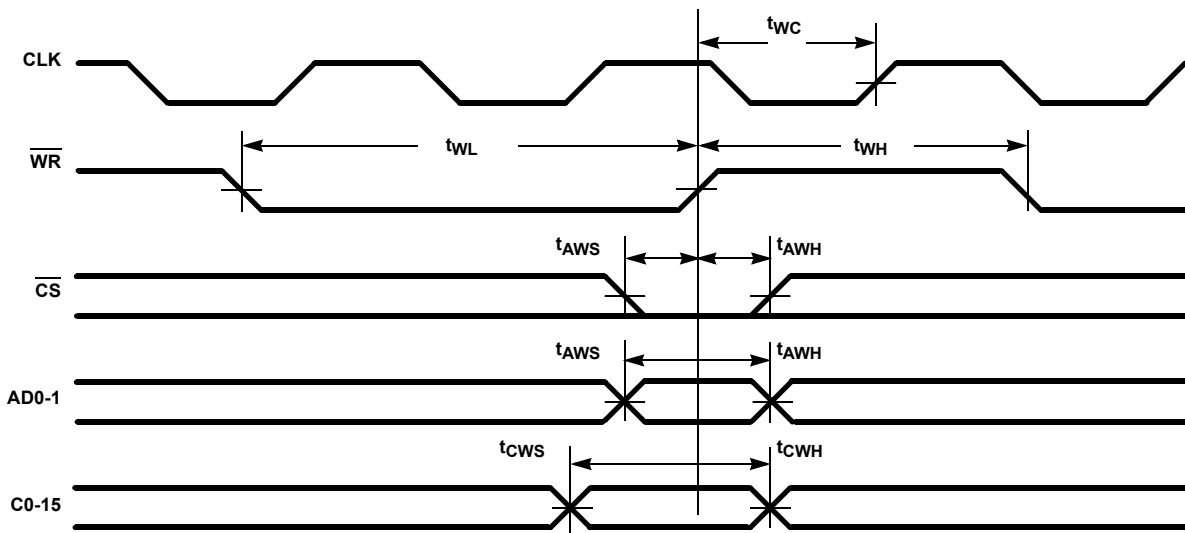 tWC
CLK
tWL
tWH
WR
tAWS
tAWH
CS
tAWS
tAWH
AD0-1
tCWS
tCWH
C0-15